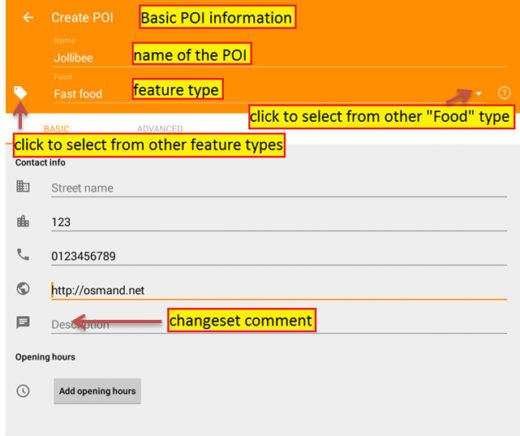 Create POI
Basic POI information
Name
Jollibee
name of the POI
Food
Fast food
feature type
click to select from other "Food" type
BASIC
ADVANCED
click to select from other feature types
Contact info
Street name
123
0123456789
http://osmand.net
Description
changeset comment
Opening hours
Add opening hours